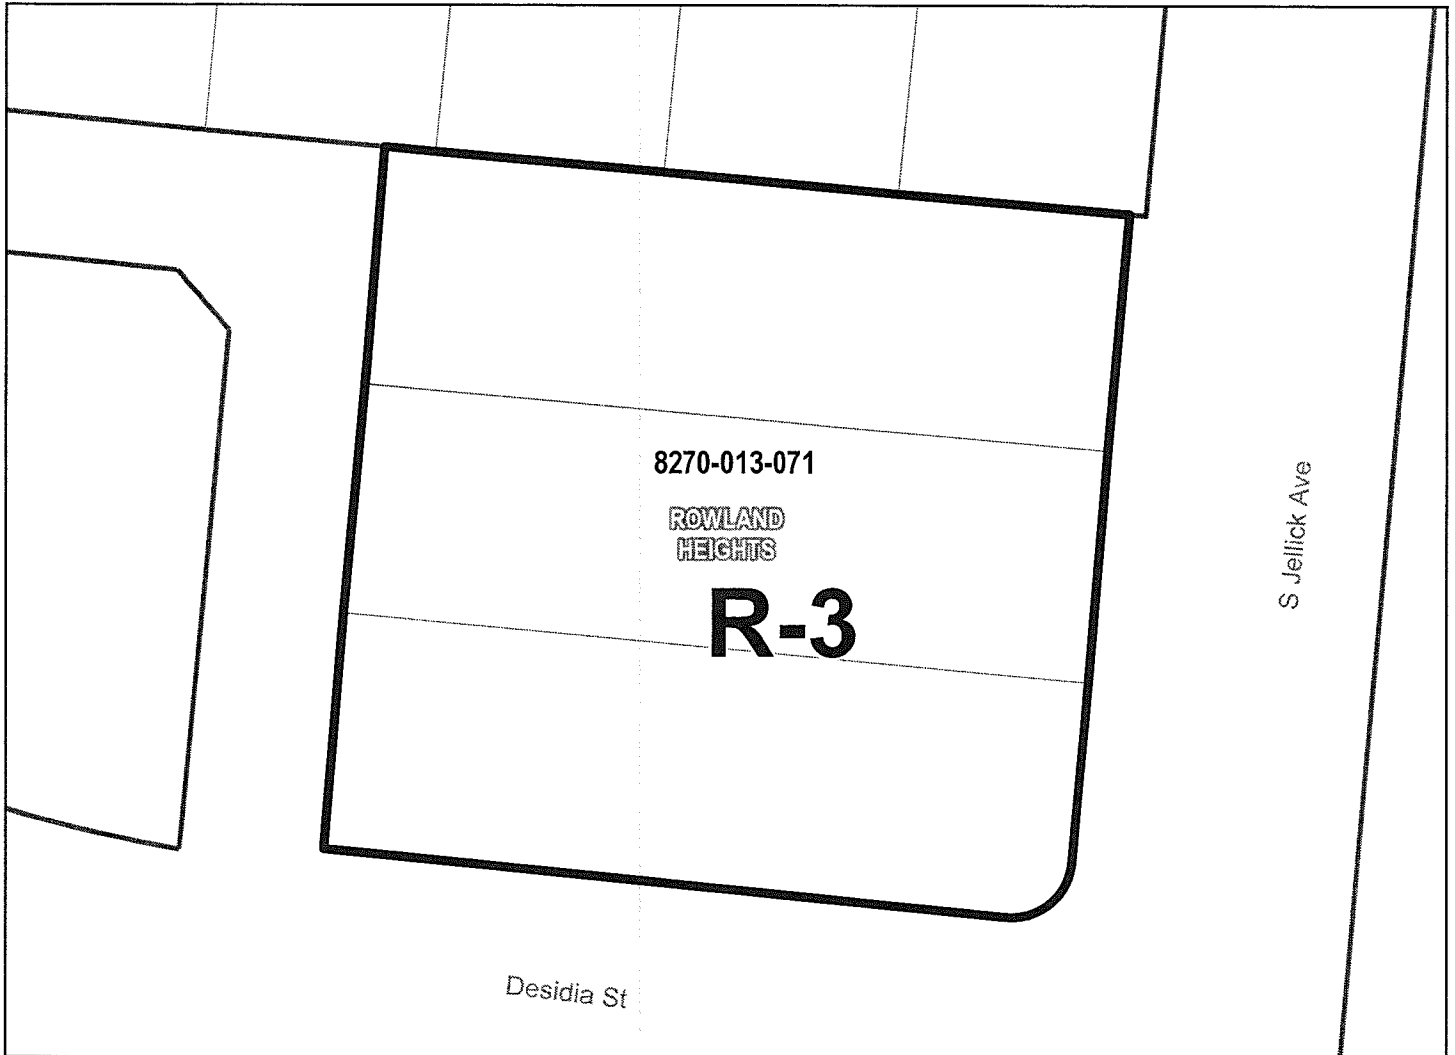 8270-013-071
ROWLAND
HEIGHTS
R-3
S Jellick Ave
Desidia St